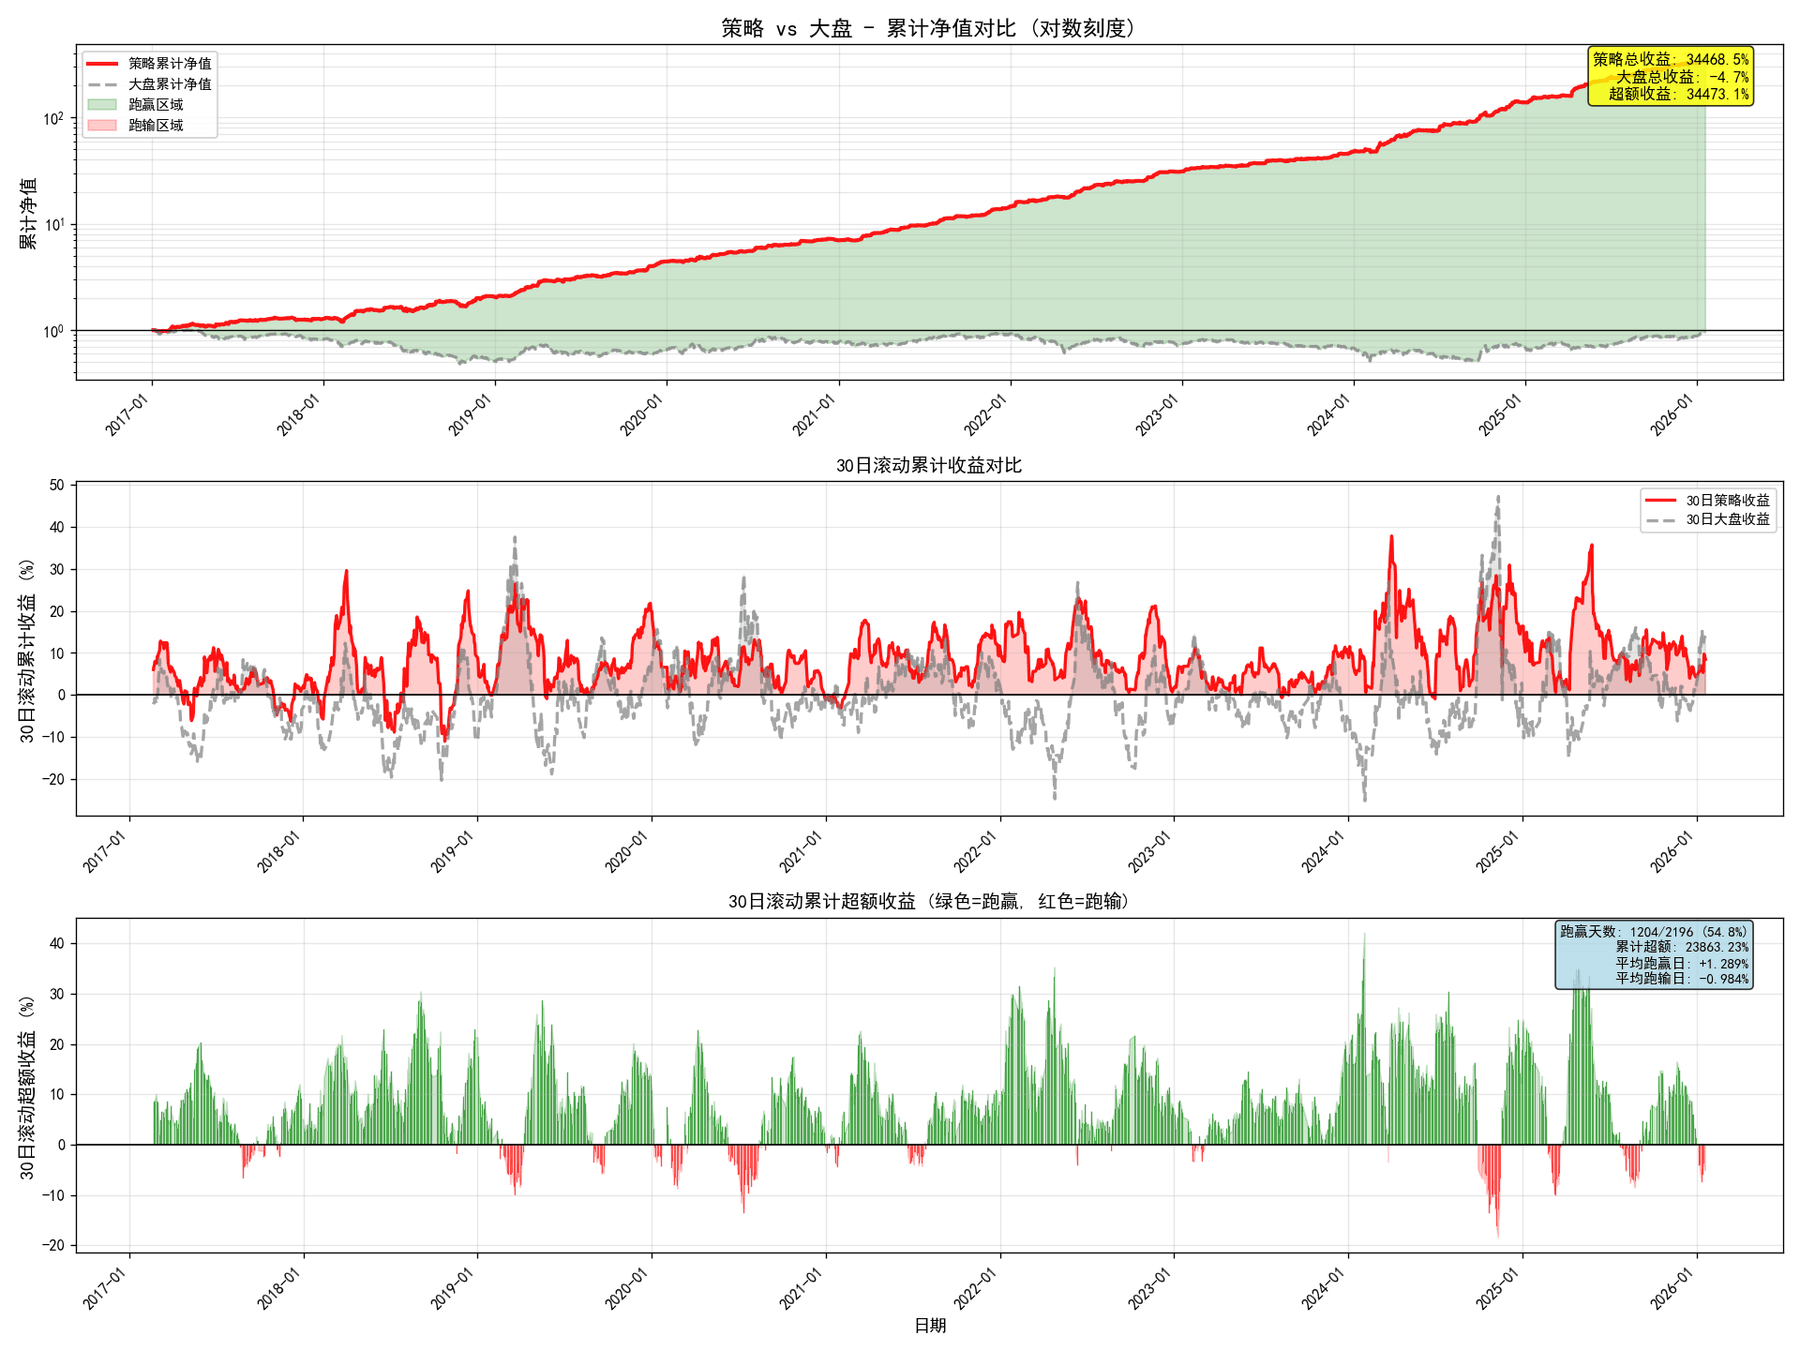 策略 vs 大盘 - 累计净值对比 (对数刻度)
策略累计净值
大盘累计净值
跑赢区域
跑输区域
策略总收益: 34468.5%
大盘总收益: -4.7%
超额收益: 34473.1%
累计净值
10²
10¹
10⁰
2017-01
2018-01
2019-01
2020-01
2021-01
2022-01
2023-01
2024-01
2025-01
2026-01
30日滚动累计收益对比
30日策略收益
30日大盘收益
30日滚动累计收益 (%)
50
40
30
20
10
0
-10
-20
2017-01
2018-01
2019-01
2020-01
2021-01
2022-01
2023-01
2024-01
2025-01
2026-01
30日滚动累计超额收益 (绿色=跑赢, 红色=跑输)
跑赢天数: 1204/2196 (54.8%)
累计超额: 23863.23%
平均跑赢日: +1.289%
平均跑输日: -0.984%
30日滚动超额收益 (%)
40
30
20
10
0
-10
-20
2017-01
2018-01
2019-01
2020-01
2021-01
2022-01
2023-01
2024-01
2025-01
2026-01
日期